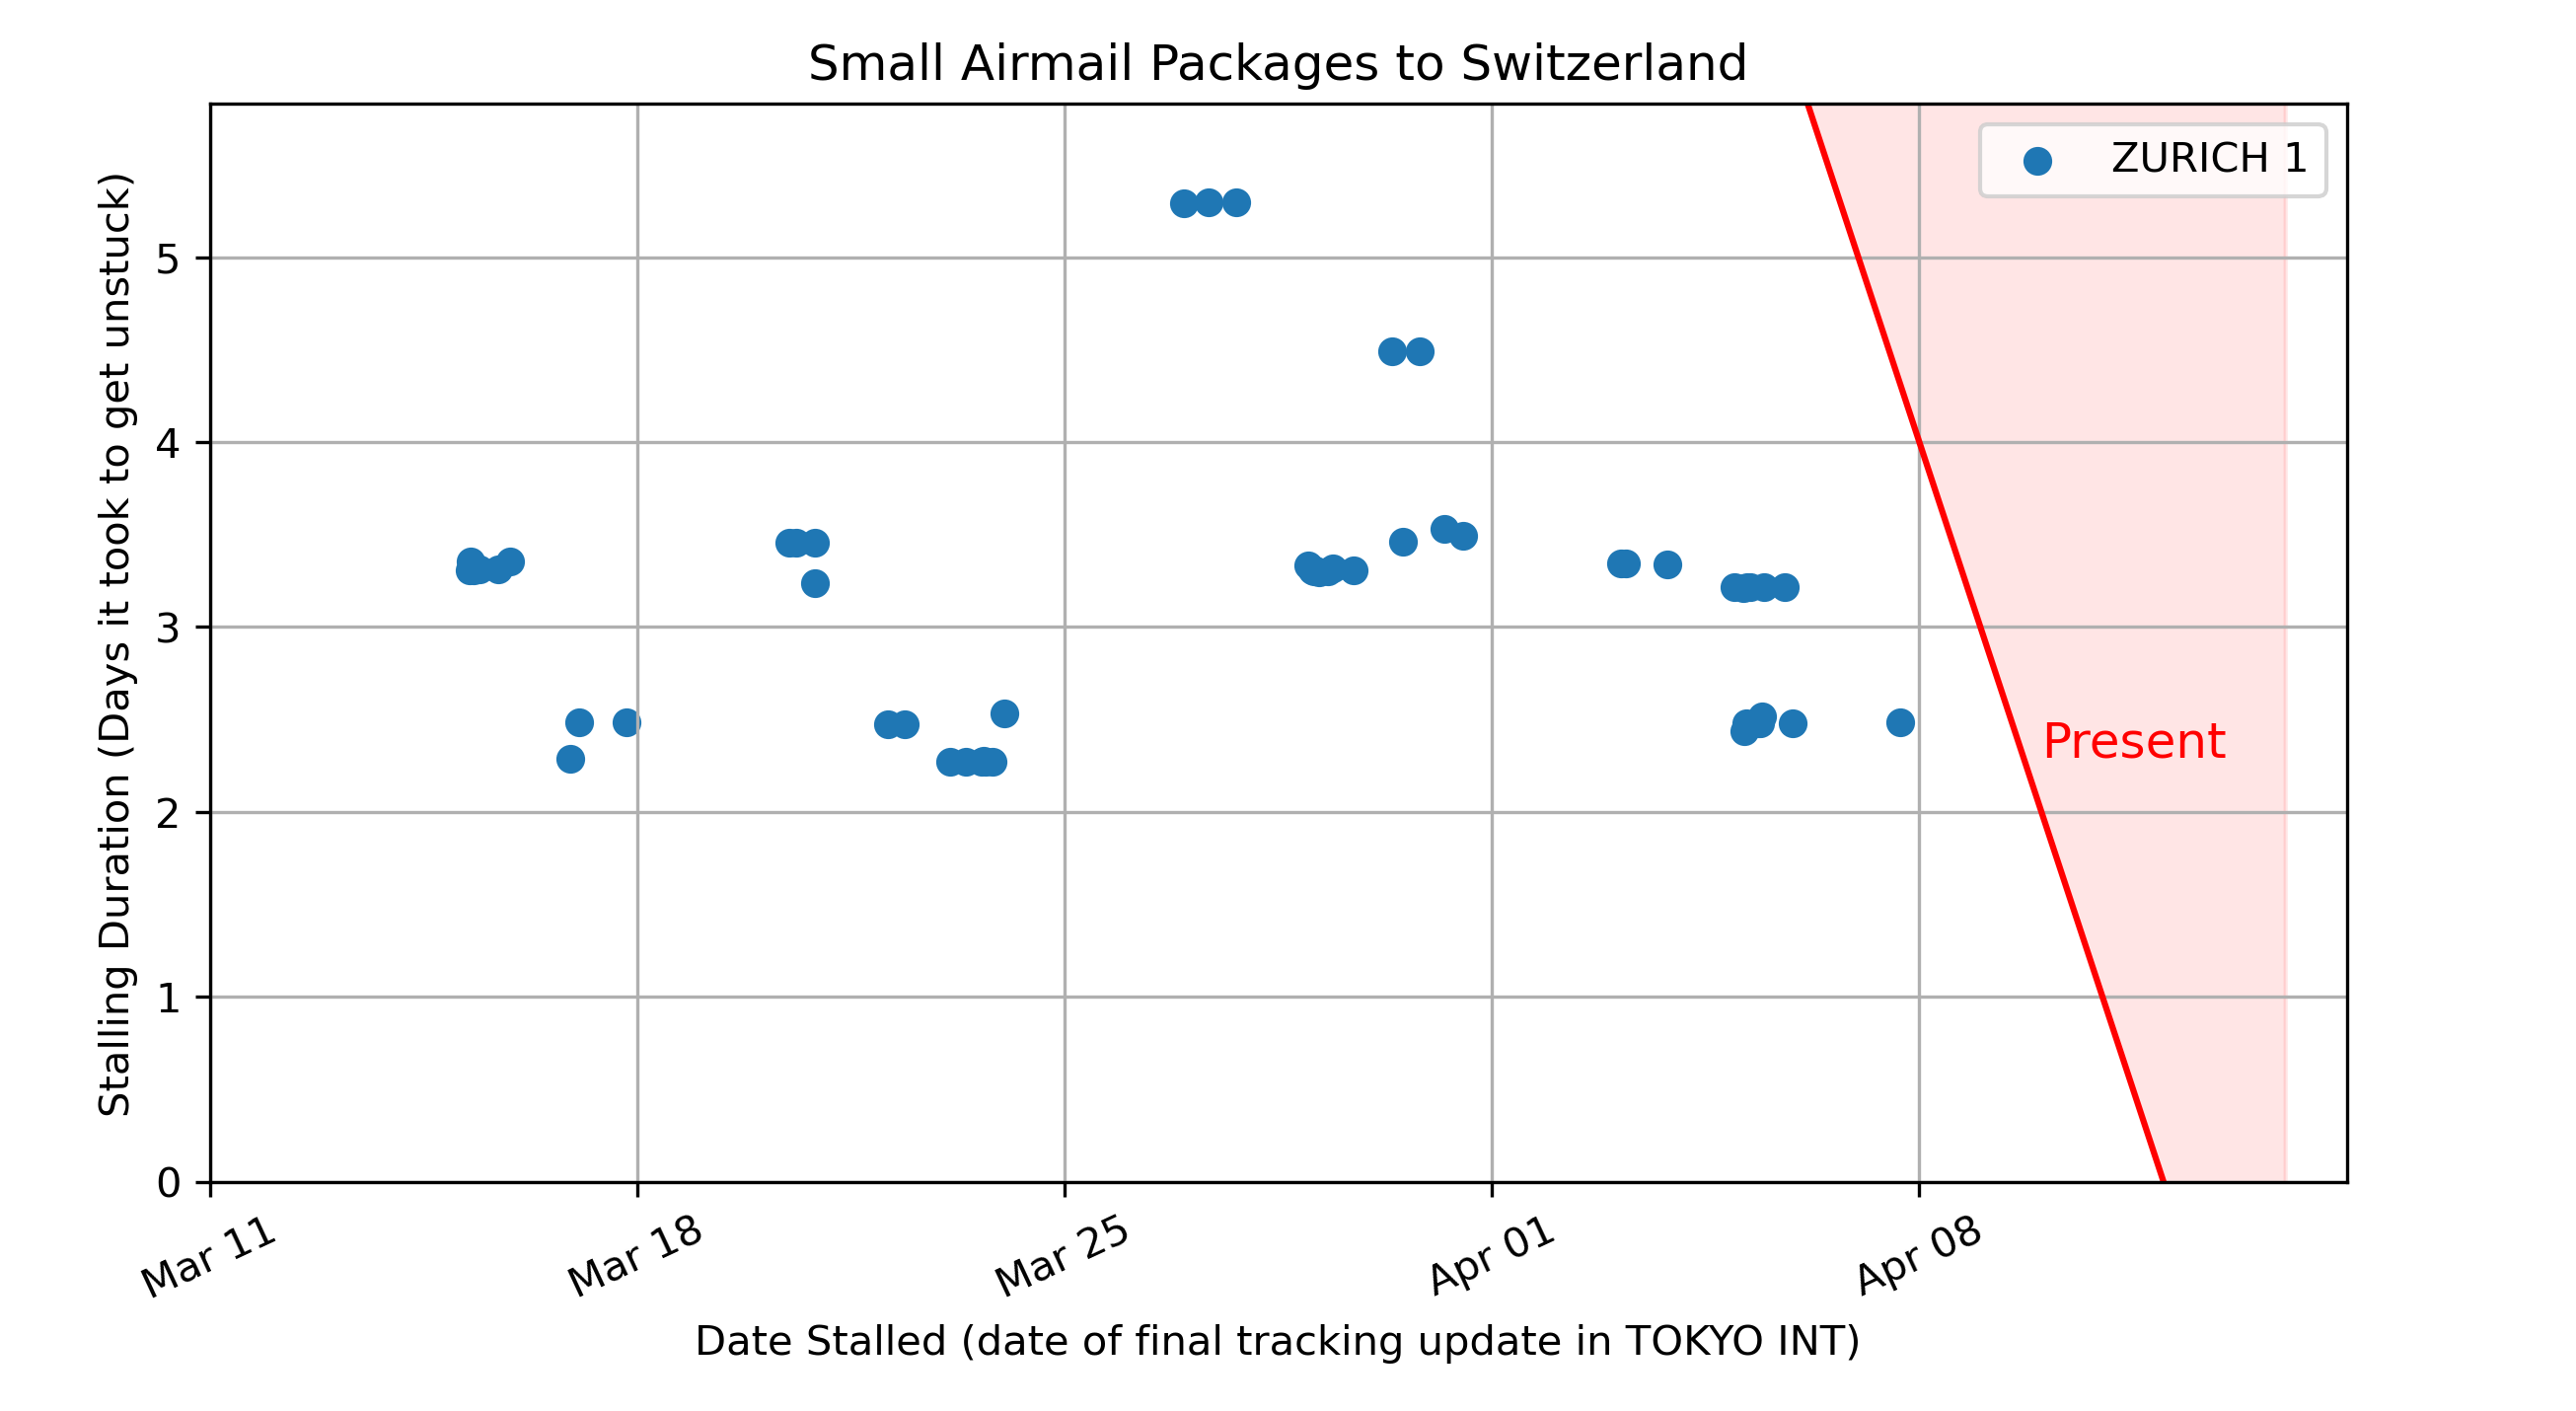 Small Airmail Packages to Switzerland
ZURICH 1
Stalling Duration (Days it took to get unstuck)
5
4
3
2
1
0
Present
Mar 11
Mar 18
Mar 25
Apr 01
Apr 08
Date Stalled (date of final tracking update in TOKYO INT)